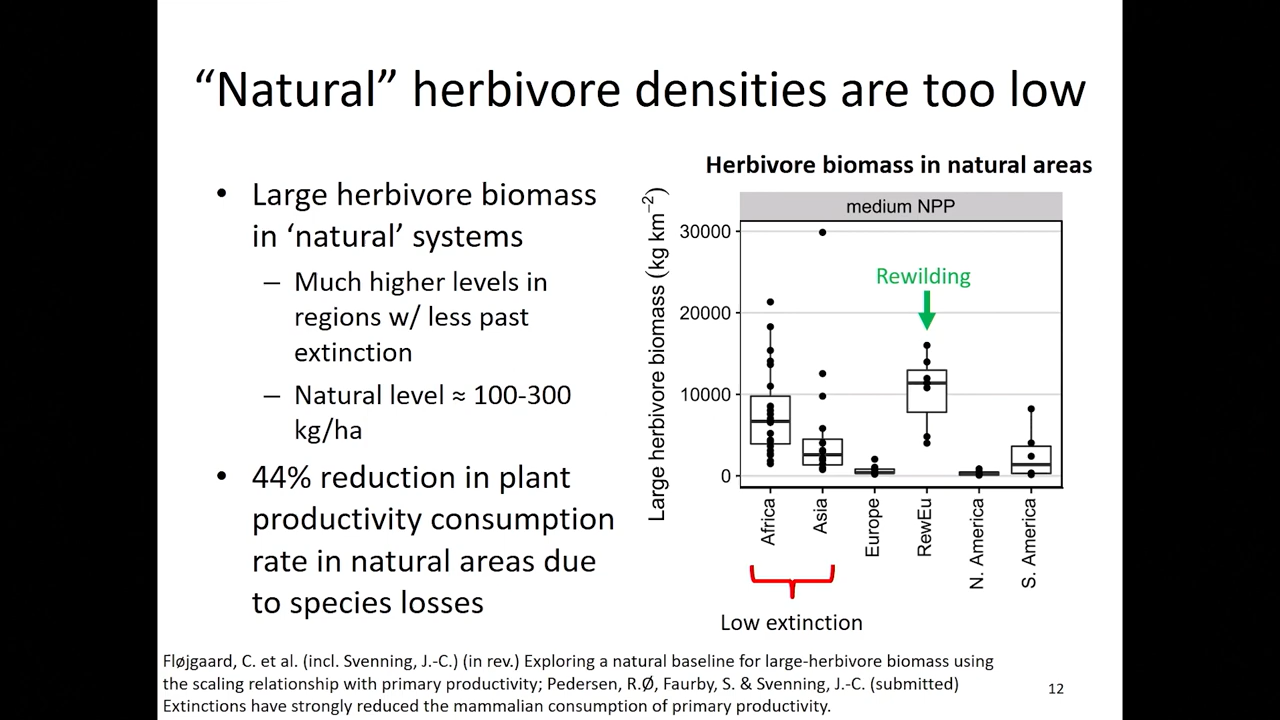 “Natural” herbivore densities are too low
• Large herbivore biomass
in ‘natural’ systems
– Much higher levels in
regions w/ less past
extinction
– Natural level ≈ 100-300
kg/ha
• 44% reduction in plant
productivity consumption
rate in natural areas due
to species losses
Herbivore biomass in natural areas
medium NPP
Large herbivore biomass (kg km⁻²)
30000
20000
10000
0
Rewilding
Africa
Asia
Europe
RewEu
N. America
S. America
Low extinction
Fløjgaard, C. et al. (incl. Svenning, J.-C.) (in rev.) Exploring a natural baseline for large-herbivore biomass using
the scaling relationship with primary productivity; Pedersen, R.Ø, Faurby, S. & Svenning, J.-C. (submitted)
Extinctions have strongly reduced the mammalian consumption of primary productivity.
12